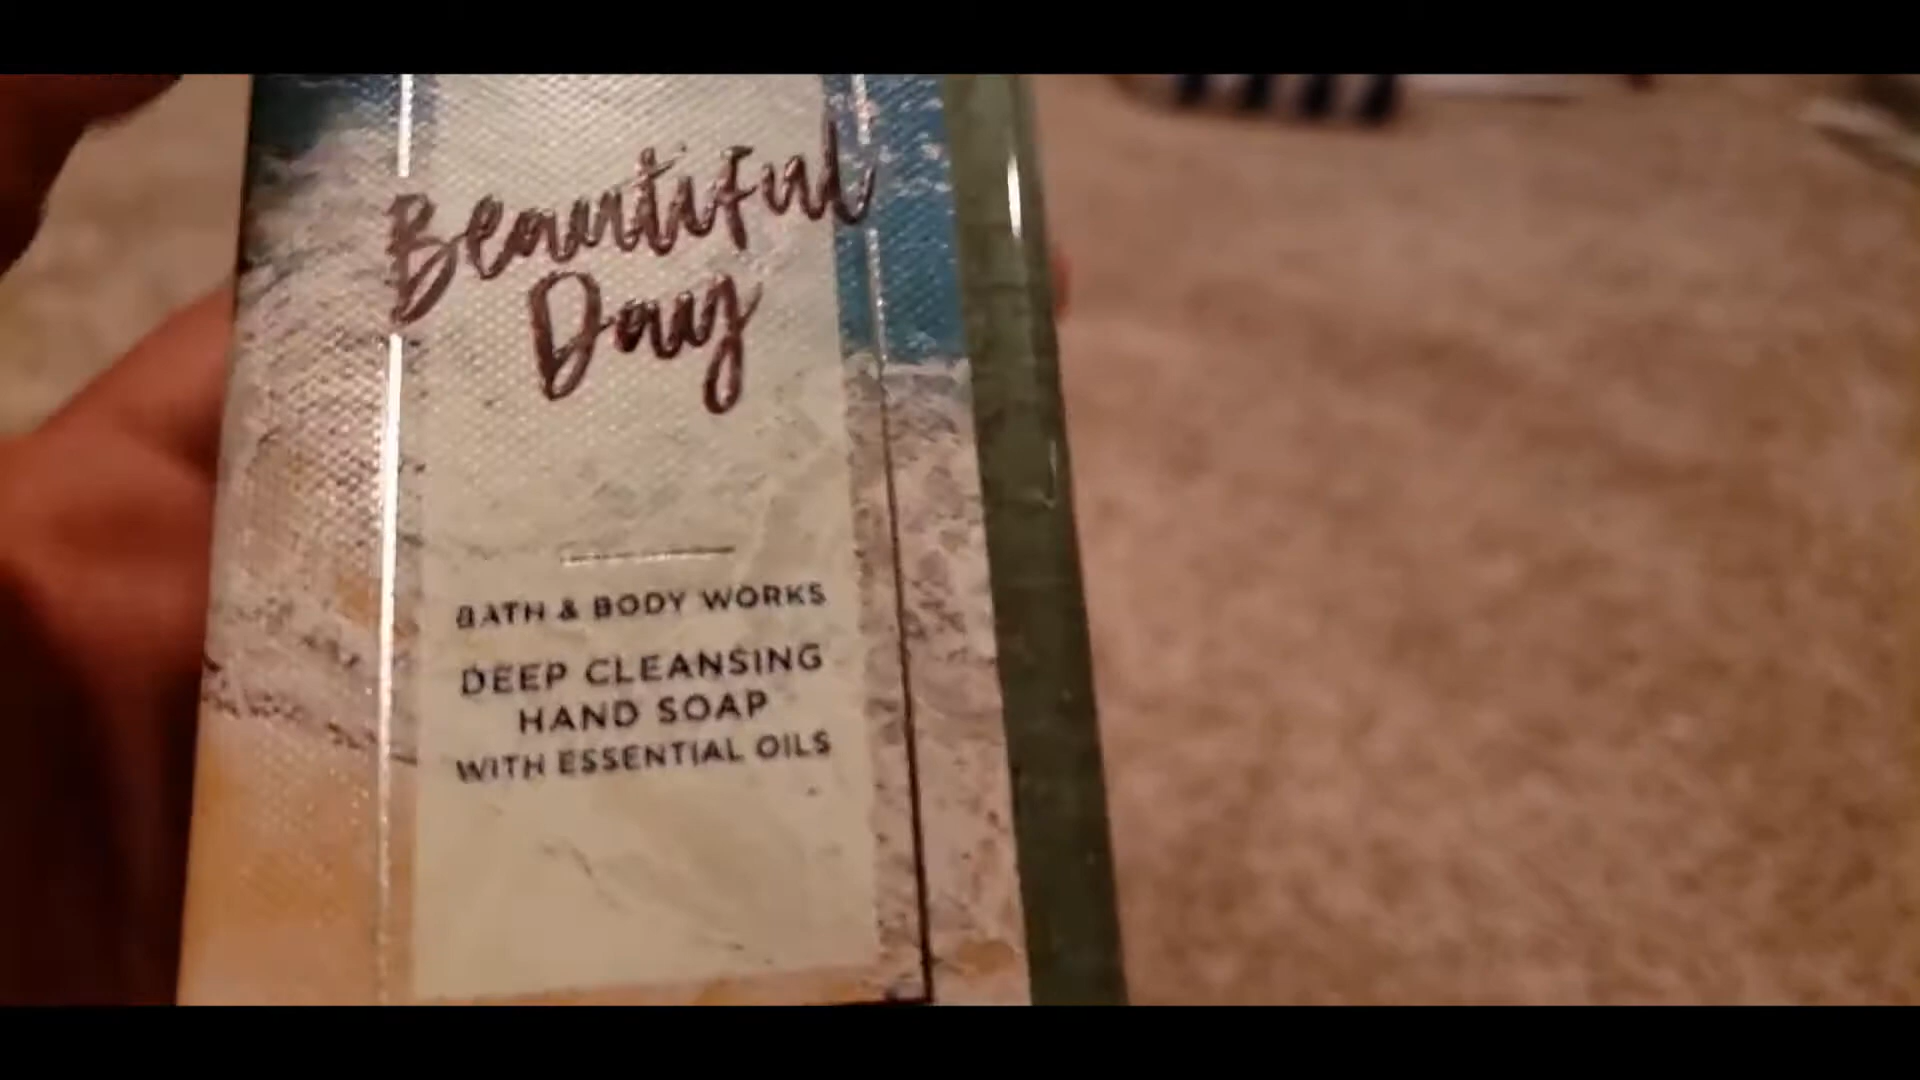 Beautiful
Day
BATH & BODY WORKS
DEEP CLEANSING
HAND SOAP
WITH ESSENTIAL OILS